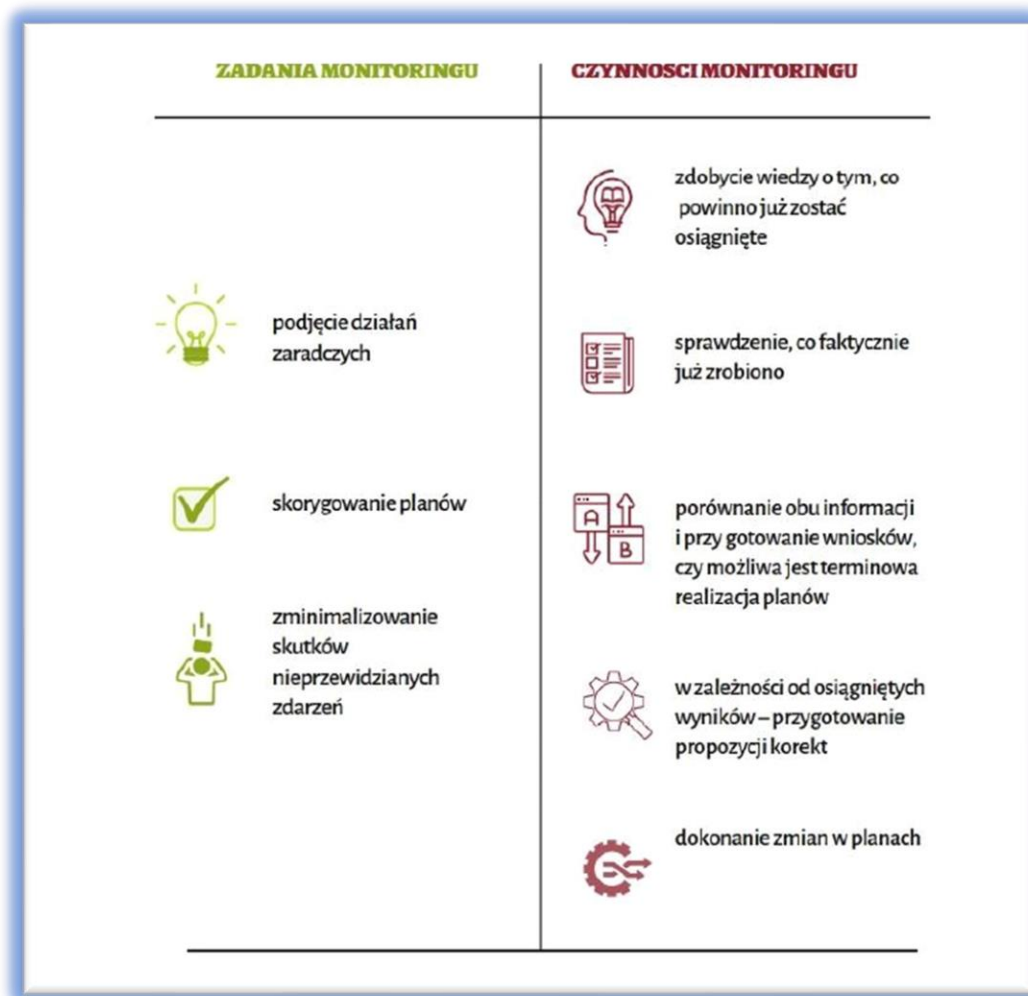 ZADANIA MONITORINGU
podjęcie działań
zaradczych
skorygowanie planów
zminimalizowanie
skutków
nieprzewidzianych
zdarzeń
CZYNNOSCI MONITORINGU
zdobycie wiedzy o tym, co
powinno już zostać
osiągnięte
sprawdzenie, co faktycznie
już zrobiono
A
B
porównanie obu informacji
i przy gotowanie wniosków,
czy możliwa jest terminowa
realizacja planów
w zależności od osiągniętych
wyników – przygotowanie
propozycji korekt
dokonanie zmian w planach